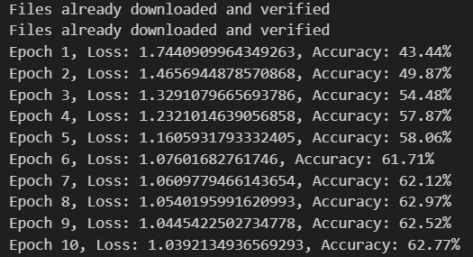 Files already downloaded and verified
Files already downloaded and verified
Epoch 1, Loss: 1.7440909964349263, Accuracy: 43.44%
Epoch 2, Loss: 1.4656944878570868, Accuracy: 49.87%
Epoch 3, Loss: 1.3291079665693786, Accuracy: 54.48%
Epoch 4, Loss: 1.2321014639056858, Accuracy: 57.87%
Epoch 5, Loss: 1.1605931793332405, Accuracy: 58.06%
Epoch 6, Loss: 1.07601682761746, Accuracy: 61.71%
Epoch 7, Loss: 1.0609779466143654, Accuracy: 62.12%
Epoch 8, Loss: 1.0540195991620993, Accuracy: 62.97%
Epoch 9, Loss: 1.0445422502734778, Accuracy: 62.52%
Epoch 10, Loss: 1.0392134936569293, Accuracy: 62.77%